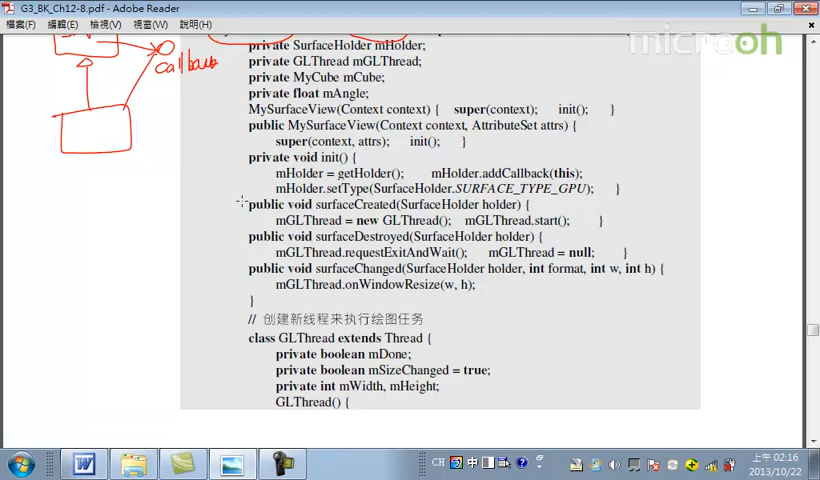 G3_BK_Ch12-8.pdf - Adobe Reader
檔案(F) 編輯(E) 檢視(V) 視窗(W) 說明(H)
microoh
callback
private SurfaceHolder mHolder;
private GLThread mGLThread;
private MyCube mCube;
private float mAngle;
MySurfaceView(Context context) { super(context); init(); }
public MySurfaceView(Context context, AttributeSet attrs) {
super(context, attrs); init(); }
private void init() {
mHolder = getHolder(); mHolder.addCallback(this);
mHolder.setType(SurfaceHolder.SURFACE_TYPE_GPU); }
public void surfaceCreated(SurfaceHolder holder) {
mGLThread = new GLThread(); mGLThread.start(); }
public void surfaceDestroyed(SurfaceHolder holder) {
mGLThread.requestExitAndWait(); mGLThread = null; }
public void surfaceChanged(SurfaceHolder holder, int format, int w, int h) {
mGLThread.onWindowResize(w, h);
}
// 创建新线程来执行绘图任务
class GLThread extends Thread {
private boolean mDone;
private boolean mSizeChanged = true;
private int mWidth, mHeight;
GLThread() {
CH 中
上午 02:16
2013/10/22